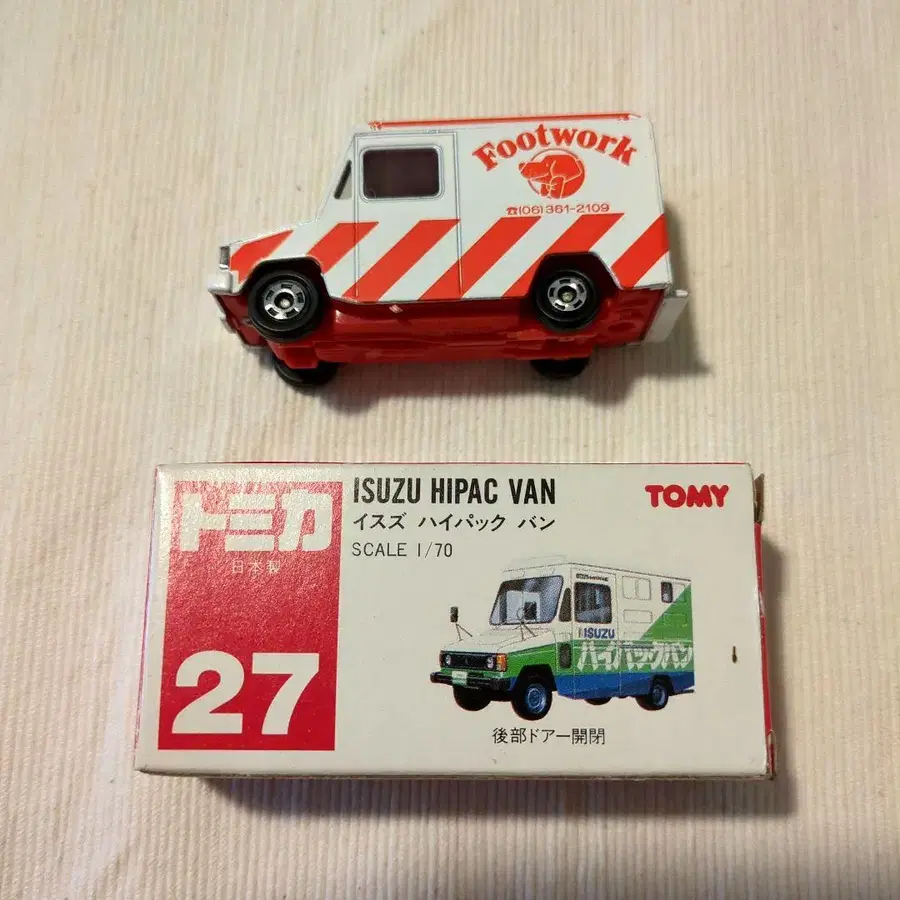 Footwork
☎(06)361-2109
トミカ
日本製
27
ISUZU HIPAC VAN
イスズ ハイパック バン
SCALE 1/70
TOMY
ISUZU
ハイパックバン
後部ドアー開閉